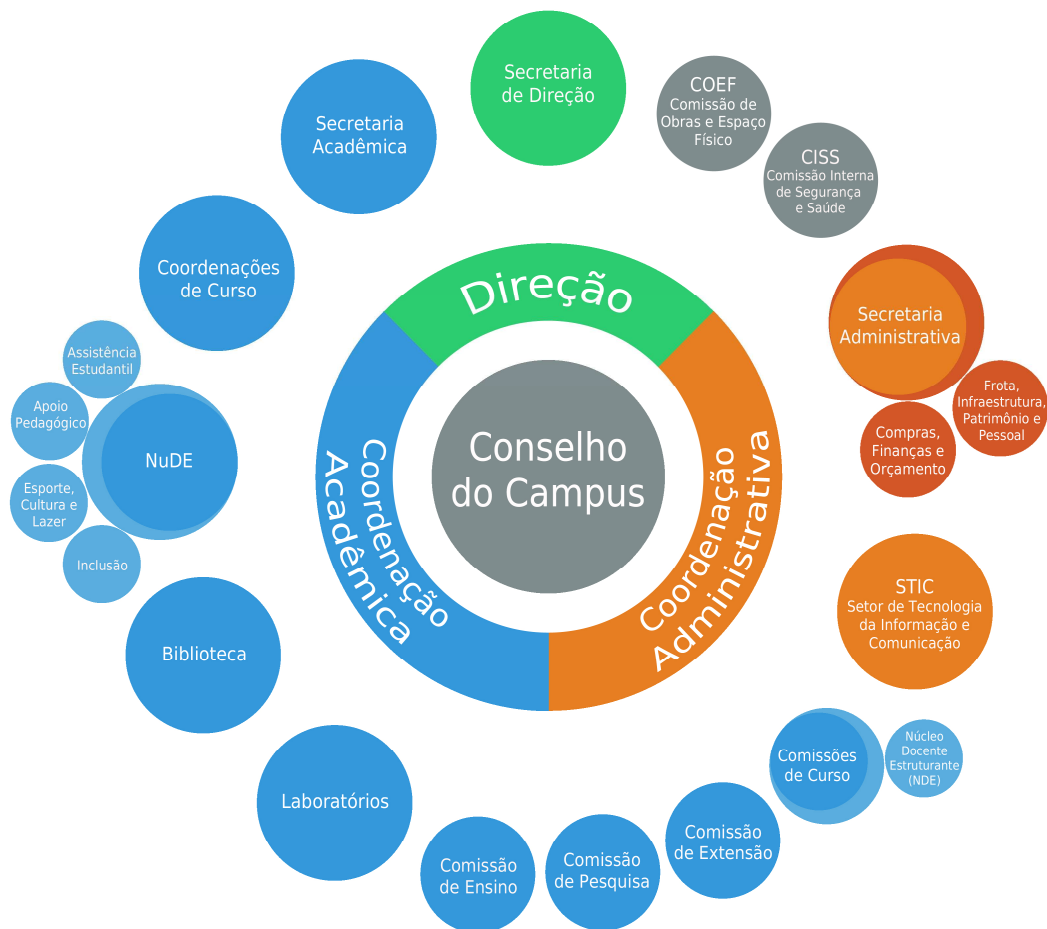 Secretaria
de Direção
COEF
Comissão de
Obras e Espaço
Físico
CISS
Comissão Interna
de Segurança
e Saúde
Secretaria
Acadêmica
Coordenações
de Curso
Direção
Secretaria
Administrativa
Frota,
Infraestrutura,
Patrimônio e
Pessoal
Compras,
Finanças e
Orçamento
Assistência
Estudantil
Apoio
Pedagógico
NuDE
Esporte,
Cultura e
Lazer
Inclusão
Conselho
do Campus
Coordenação
Acadêmica
Coordenação
Administrativa
STIC
Setor de Tecnologia
da Informação e
Comunicação
Biblioteca
Laboratórios
Comissões
de Curso
Núcleo
Docente
Estruturante
(NDE)
Comissão
de Extensão
Comissão
de Pesquisa
Comissão
de Ensino